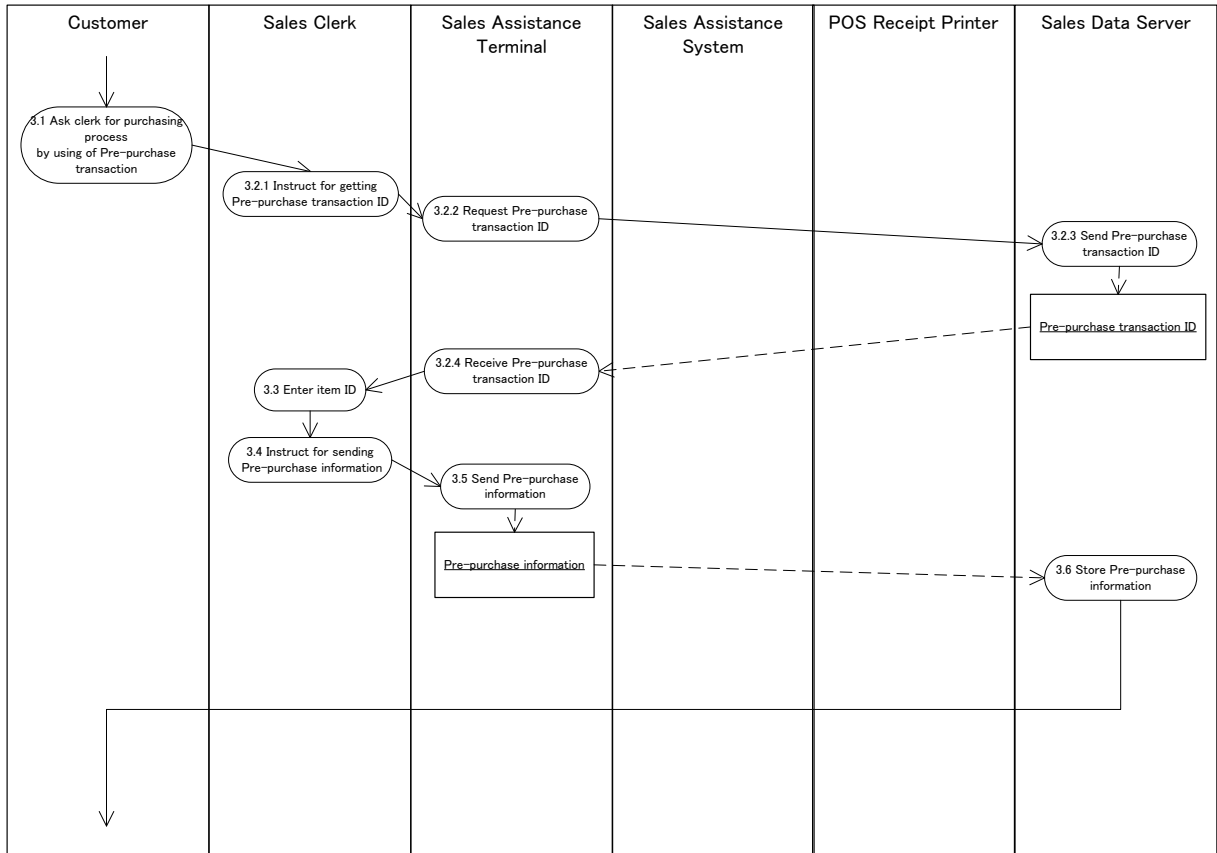 Customer
Sales Clerk
Sales Assistance
Terminal
Sales Assistance
System
POS Receipt Printer
Sales Data Server
3.1 Ask clerk for purchasing
process
by using of Pre-purchase
transaction
3.2.1 Instruct for getting
Pre-purchase transaction ID
3.2.2 Request Pre-purchase
transaction ID
3.2.3 Send Pre-purchase
transaction ID
Pre-purchase transaction ID
3.2.4 Receive Pre-purchase
transaction ID
3.3 Enter item ID
3.4 Instruct for sending
Pre-purchase information
3.5 Send Pre-purchase
information
Pre-purchase information
3.6 Store Pre-purchase
information